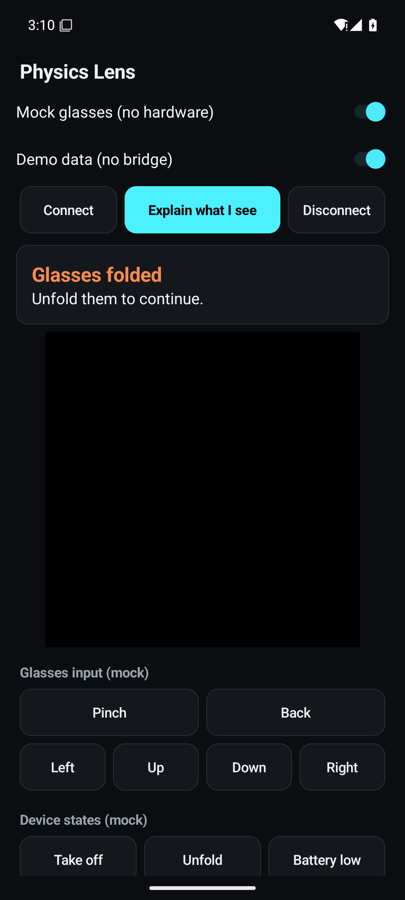 3:10
Physics Lens
Mock glasses (no hardware)
Demo data (no bridge)
Connect
Explain what I see
Disconnect
Glasses folded
Unfold them to continue.
Glasses input (mock)
Pinch
Back
Left
Up
Down
Right
Device states (mock)
Take off
Unfold
Battery low